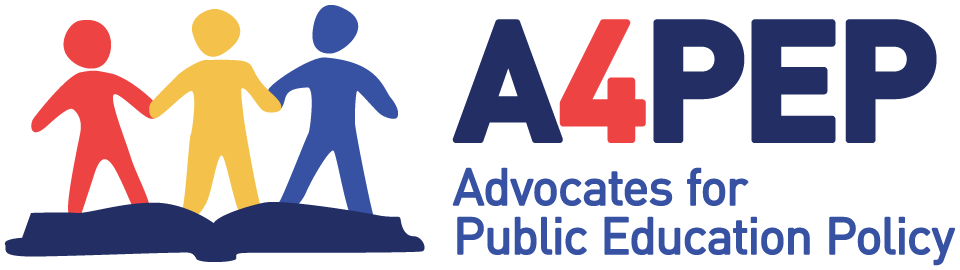 A4PEP
Advocates for
Public Education Policy